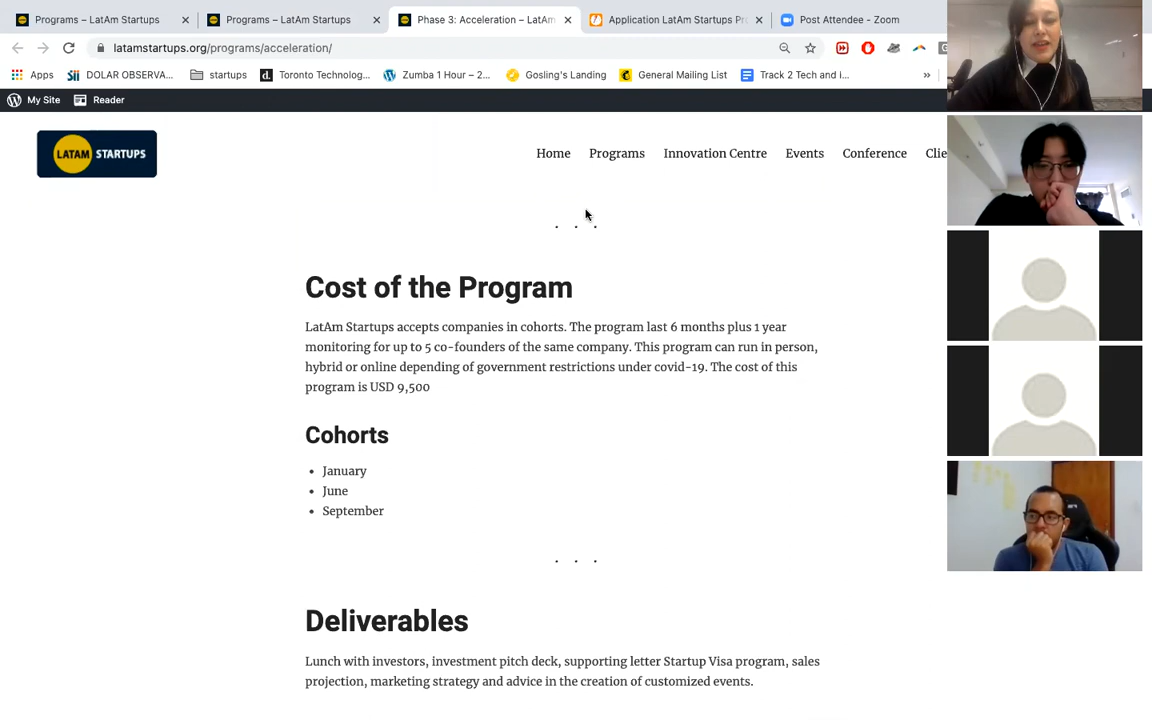 Programs – LatAm Startups
Programs – LatAm Startups
Phase 3: Acceleration – LatAm
Application LatAm Startups Pr
Post Attendee - Zoom
latamstartups.org/programs/acceleration/
Apps
DOLAR OBSERVA...
startups
Toronto Technolog...
Zumba 1 Hour – 2...
Gosling's Landing
General Mailing List
Track 2 Tech and i...
»
My Site
Reader
LATAM STARTUPS
Home
Programs
Innovation Centre
Events
Conference
Clie
Cost of the Program
LatAm Startups accepts companies in cohorts. The program last 6 months plus 1 year
monitoring for up to 5 co-founders of the same company. This program can run in person,
hybrid or online depending of government restrictions under covid-19. The cost of this
program is USD 9,500
Cohorts
• January
• June
• September
Deliverables
Lunch with investors, investment pitch deck, supporting letter Startup Visa program, sales
projection, marketing strategy and advice in the creation of customized events.